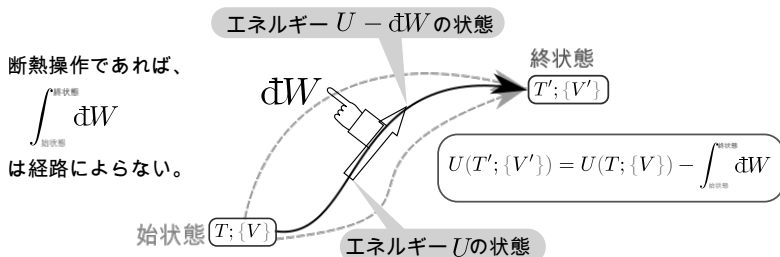 エネルギー U − đW の状態
断熱操作であれば、
∫ 終状態 始状態 đW
は経路によらない。
đW
終状態
T′; {V′}
U(T′; {V′}) = U(T; {V}) − ∫ 終状態 始状態 đW
始状態
T; {V}
エネルギー Uの状態